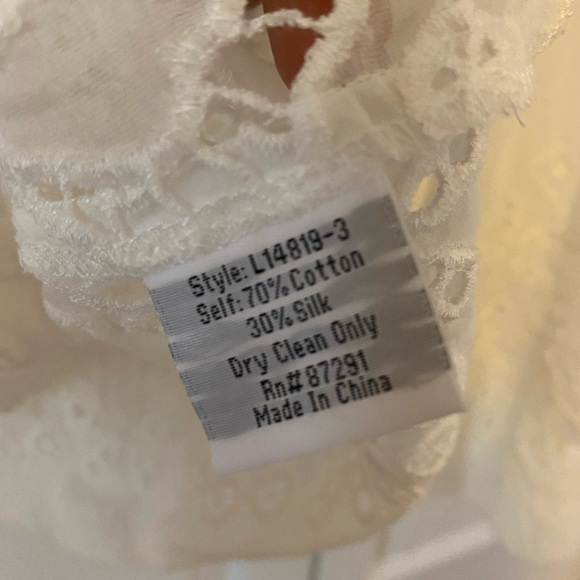 Style: L14819-3
Self: 70% Cotton
30% Silk
Dry Clean Only
Rn# 87291
Made In China